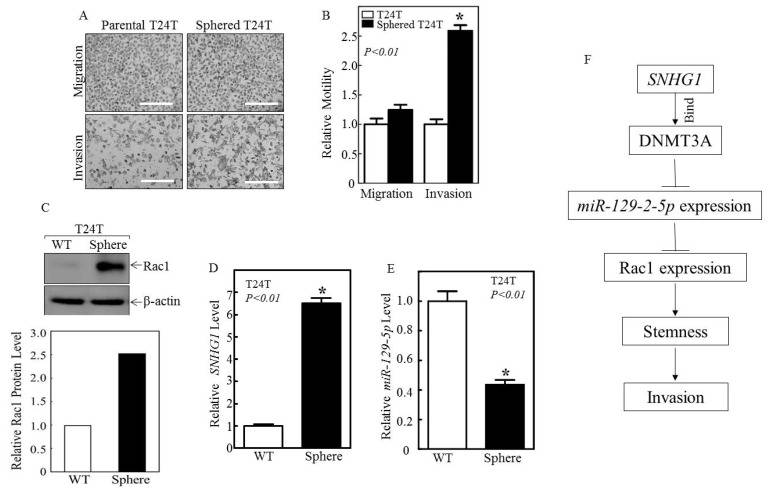 A
Parental T24T
Sphered T24T
Migration
Invasion
B
T24T
Sphered T24T
P<0.01
*
Relative Motility
2.5
2.0
1.5
1.0
0.5
0.0
Migration
Invasion
C
T24T
WT
Sphere
Rac1
β-actin
Relative Rac1 Protein Level
3.0
2.5
2.0
1.5
1.0
0.5
0.0
WT
Sphere
D
T24T
P<0.01
*
Relative SNHG1 Level
7
6
5
4
3
2
1
0
WT
Sphere
E
T24T
P<0.01
*
Relative miR-129-5p Level
1.0
0.8
0.6
0.4
0.2
0
WT
Sphere
F
SNHG1
Bind
DNMT3A
miR-129-2-5p expression
Rac1 expression
Stemness
Invasion